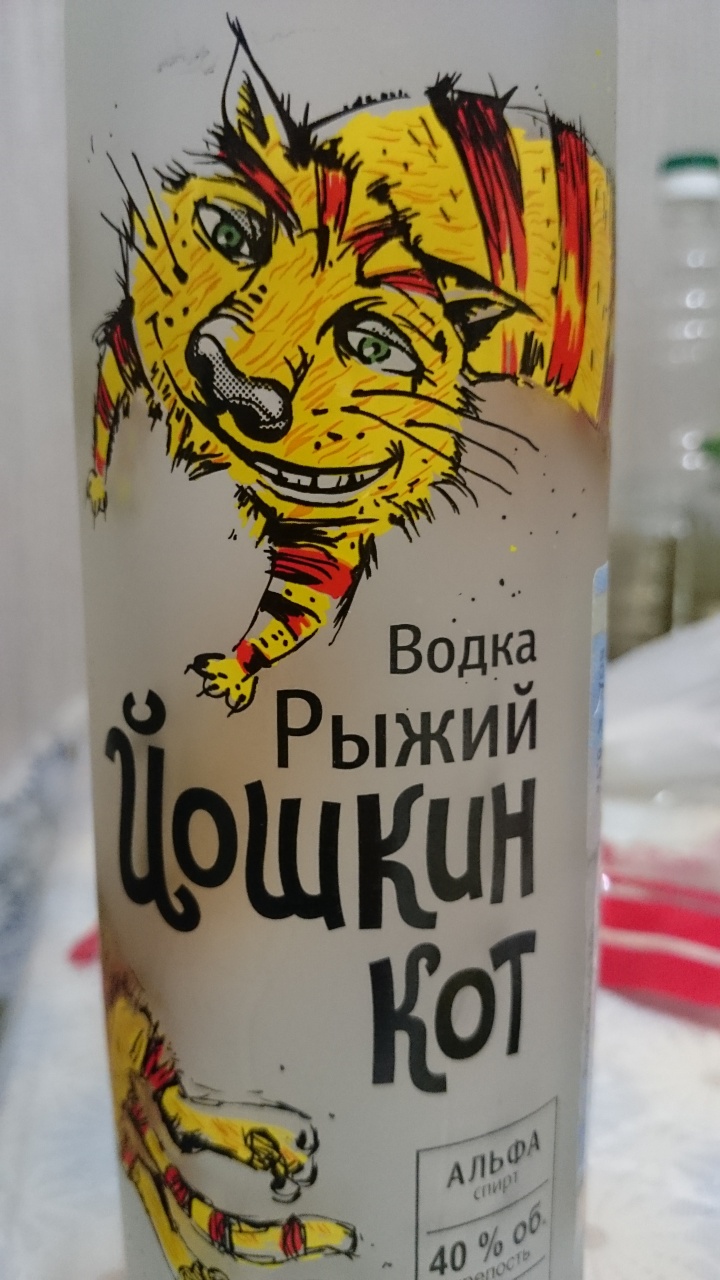 Водка
Рыжий
Йошкин
кот
АЛЬФА
спирт
40 % об.